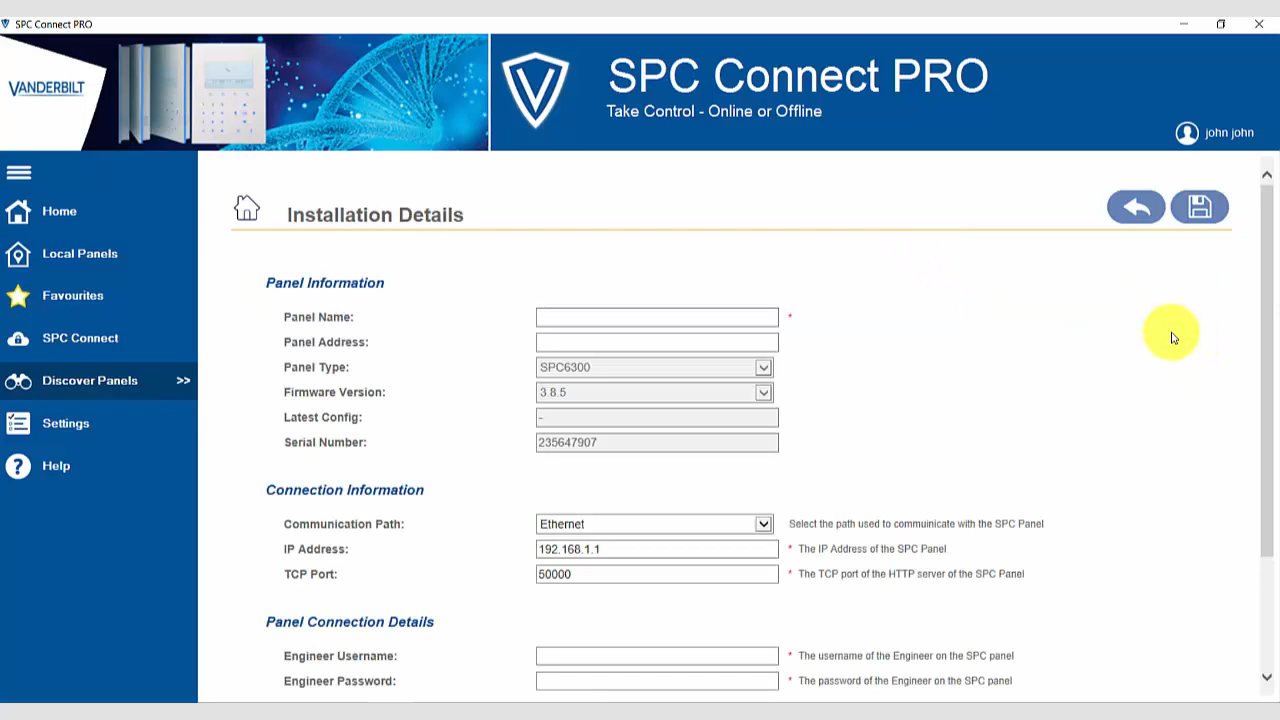 SPC Connect PRO
VANDERBILT
SPC Connect PRO
Take Control - Online or Offline
john john
Home
Local Panels
Favourites
SPC Connect
Discover Panels >>
Settings
Help
Installation Details
Panel Information
Panel Name: *
Panel Address:
Panel Type: SPC6300
Firmware Version: 3.8.5
Latest Config: -
Serial Number: 235647907
Connection Information
Communication Path: Ethernet Select the path used to commuinicate with the SPC Panel
IP Address: 192.168.1.1 * The IP Address of the SPC Panel
TCP Port: 50000 * The TCP port of the HTTP server of the SPC Panel
Panel Connection Details
Engineer Username: * The username of the Engineer on the SPC panel
Engineer Password: * The password of the Engineer on the SPC panel